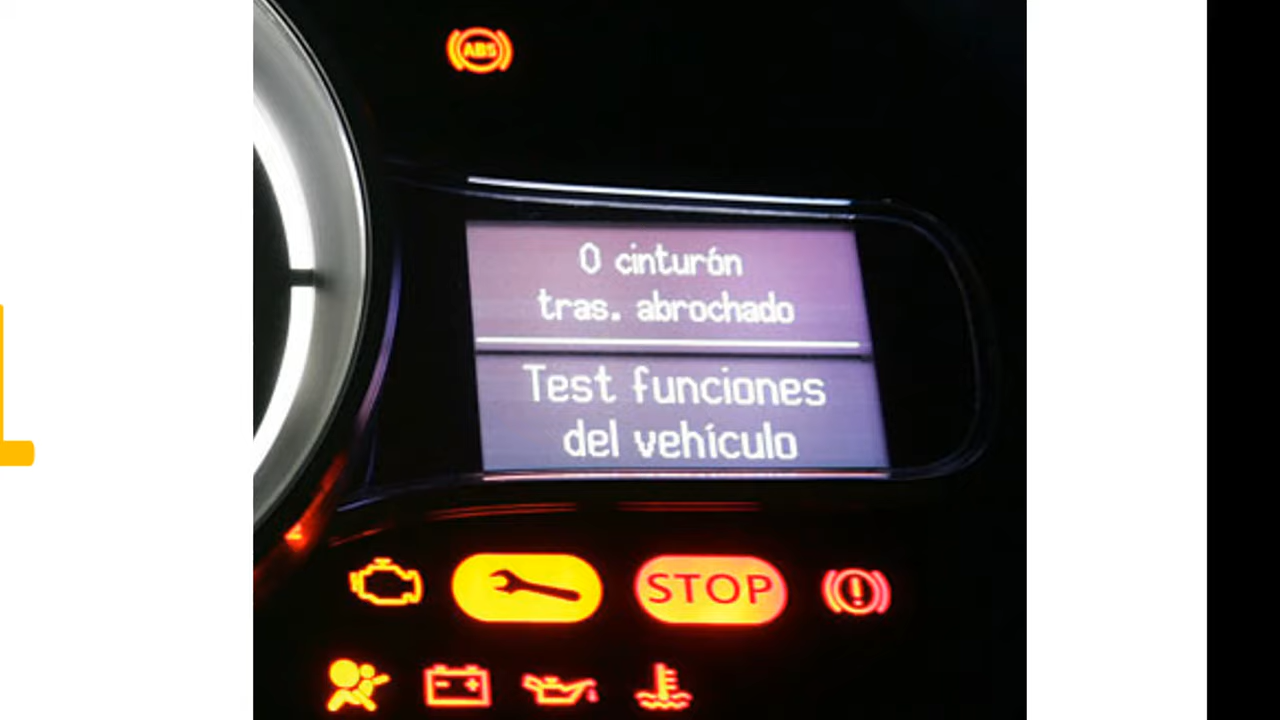 ABS
0 cinturón
tras. abrochado
Test funciones
del vehículo
STOP